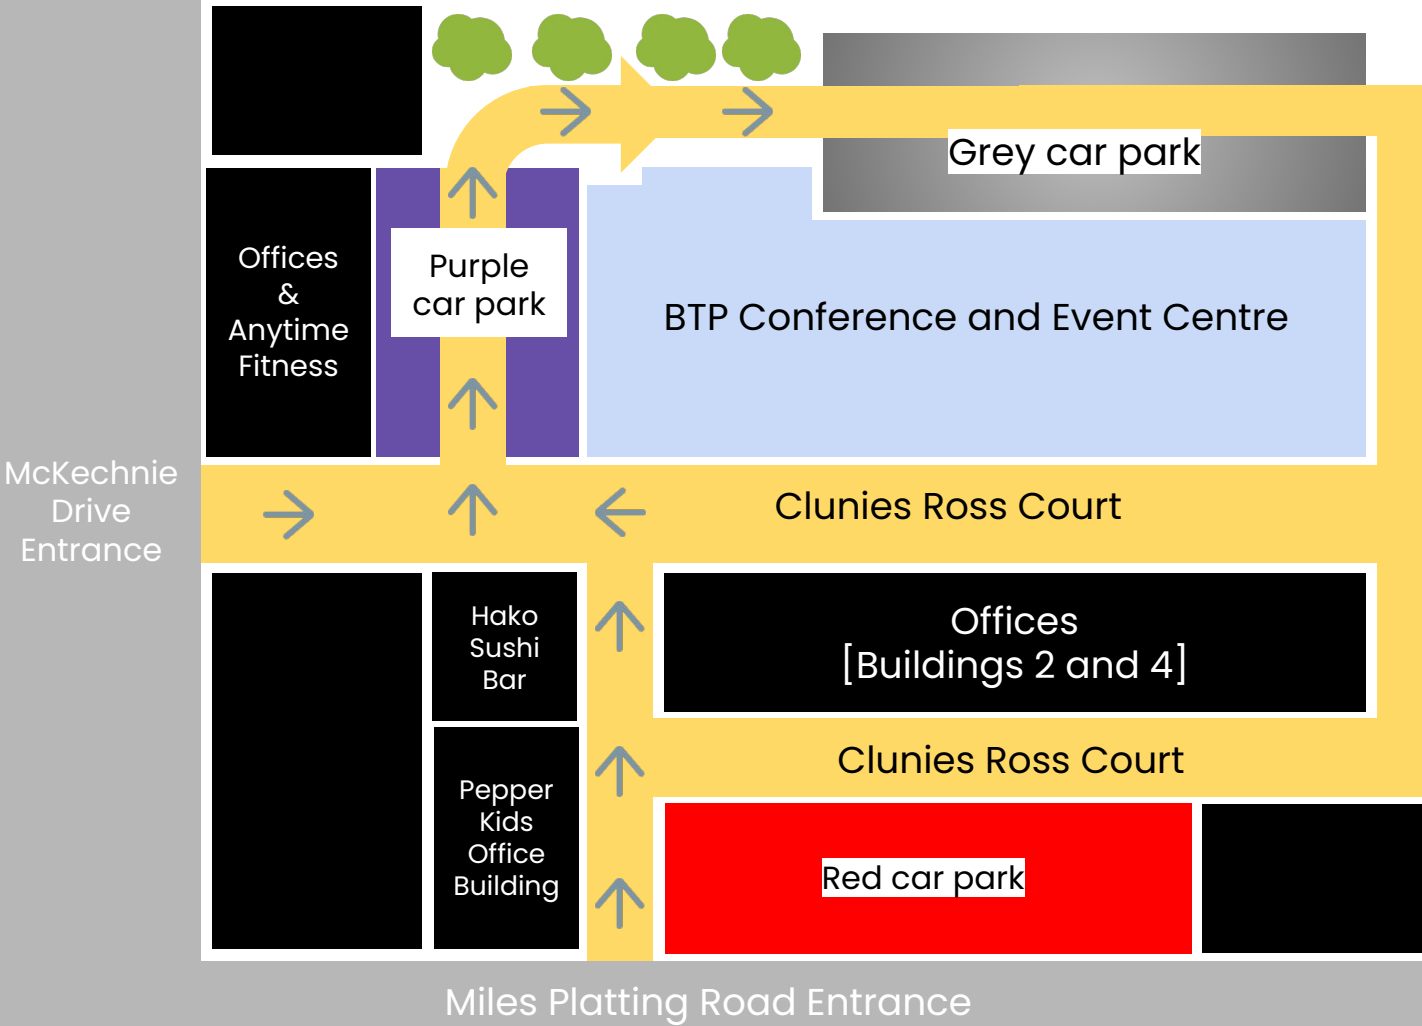 Grey car park
Offices
&
Anytime
Fitness
Purple
car park
BTP Conference and Event Centre
McKechnie
Drive
Entrance
Clunies Ross Court
Hako
Sushi
Bar
Offices
[Buildings 2 and 4]
Clunies Ross Court
Pepper
Kids
Office
Building
Red car park
Miles Platting Road Entrance